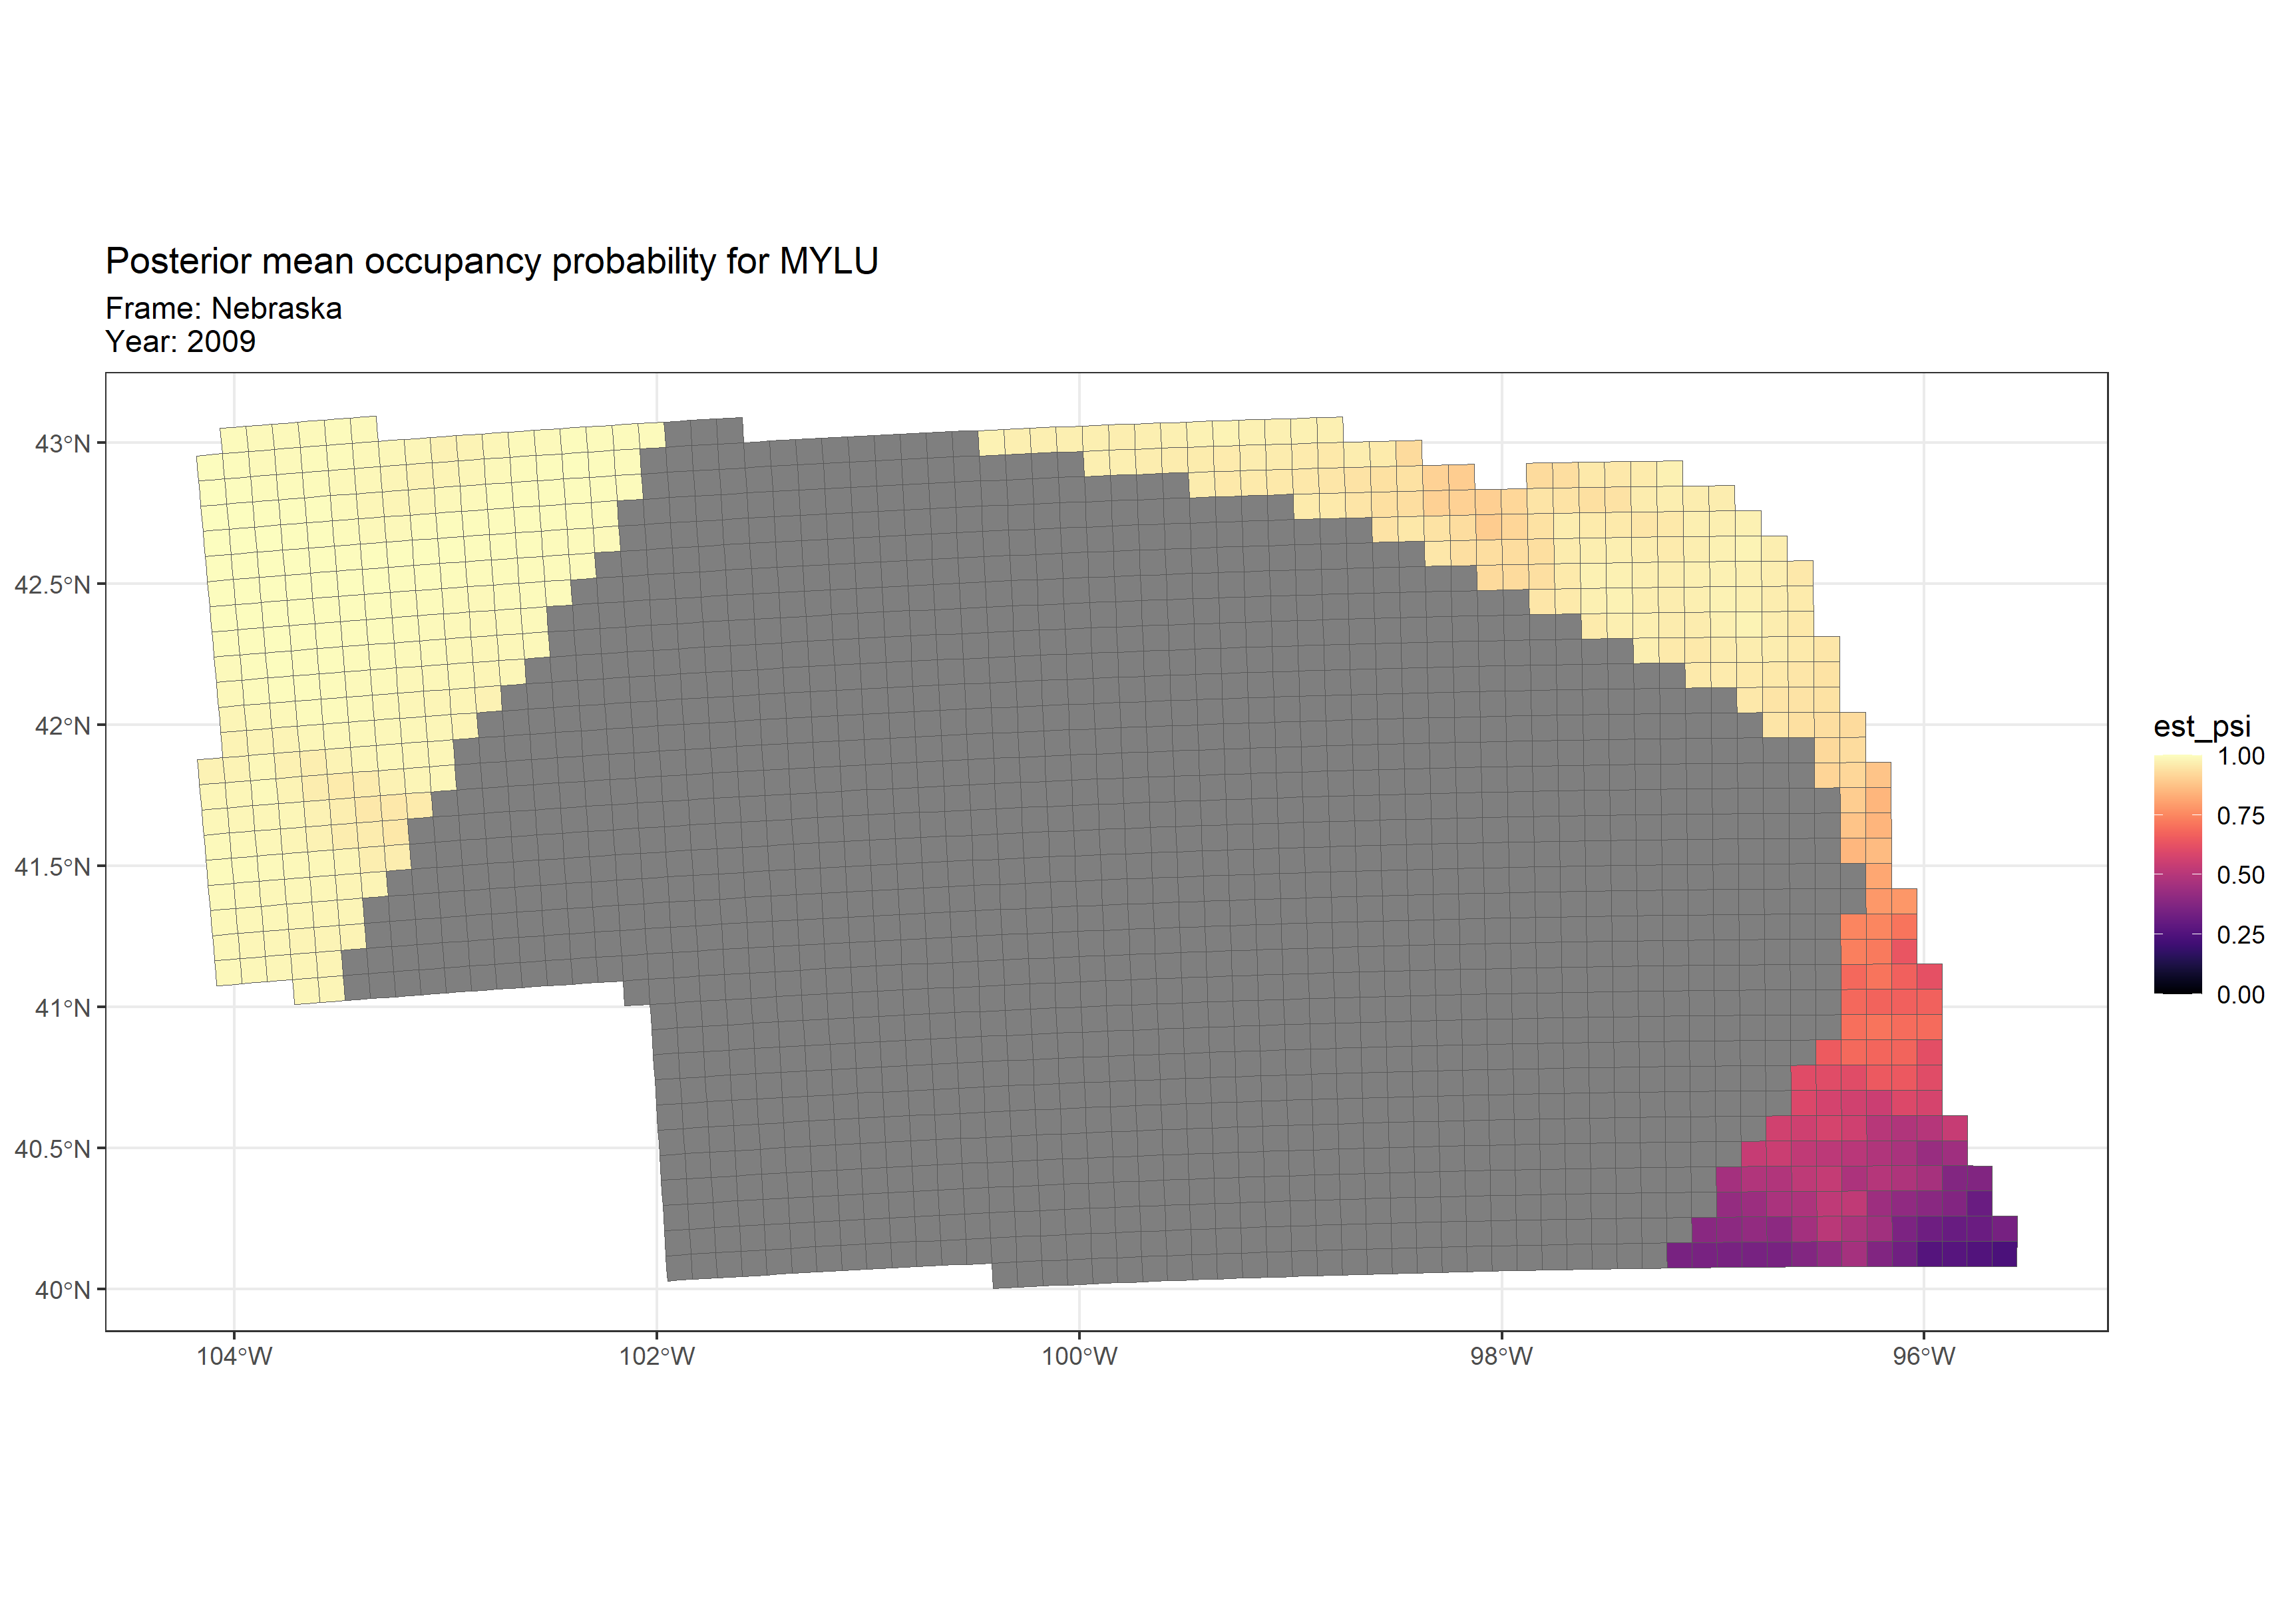 Posterior mean occupancy probability for MYLU
Frame: Nebraska
Year: 2009
43°N
42.5°N
42°N
41.5°N
41°N
40.5°N
40°N
104°W
102°W
100°W
98°W
96°W
est_psi
1.00
0.75
0.50
0.25
0.00